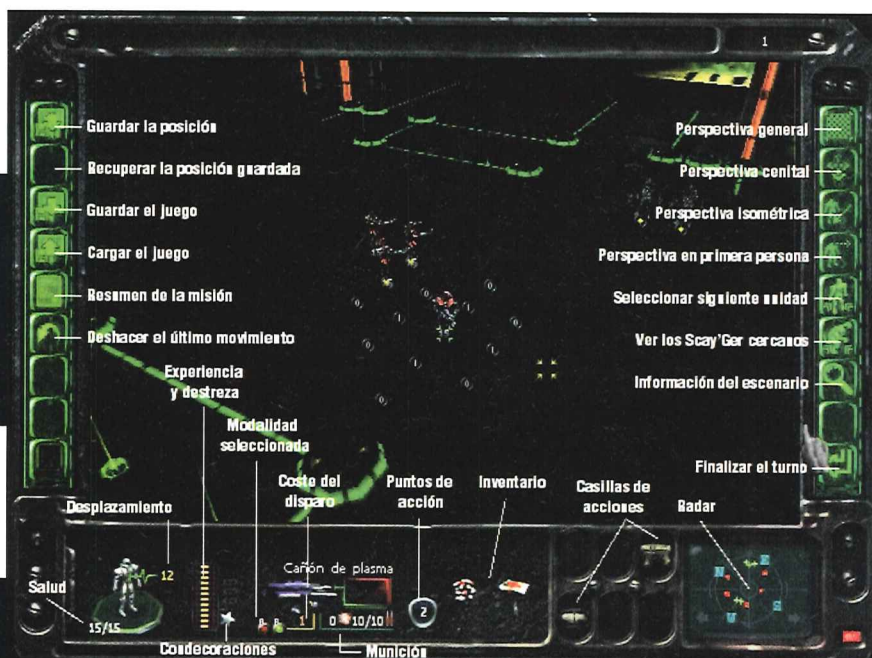 1
Guardar la posición
Recuperar la posición guardada
Guardar el juego
Cargar el juego
Resumen de la misión
Deshacer el último movimiento
Experiencia
y destreza
Modalidad
seleccionada
Coste del
disparo
Puntos de
acción
Inventario
Casillas de
acciones
Radar
Perspectiva general
Perspectiva cenital
Perspectiva isométrica
Perspectiva en primera persona
Seleccionar siguiente unidad
Ver los Scay'Ger cercanos
Información del escenario
Finalizar el turno
Desplazamiento
12
Salud
15/15
Condecoraciones
Cañón de plasma
1
0
10/10
Munición
2